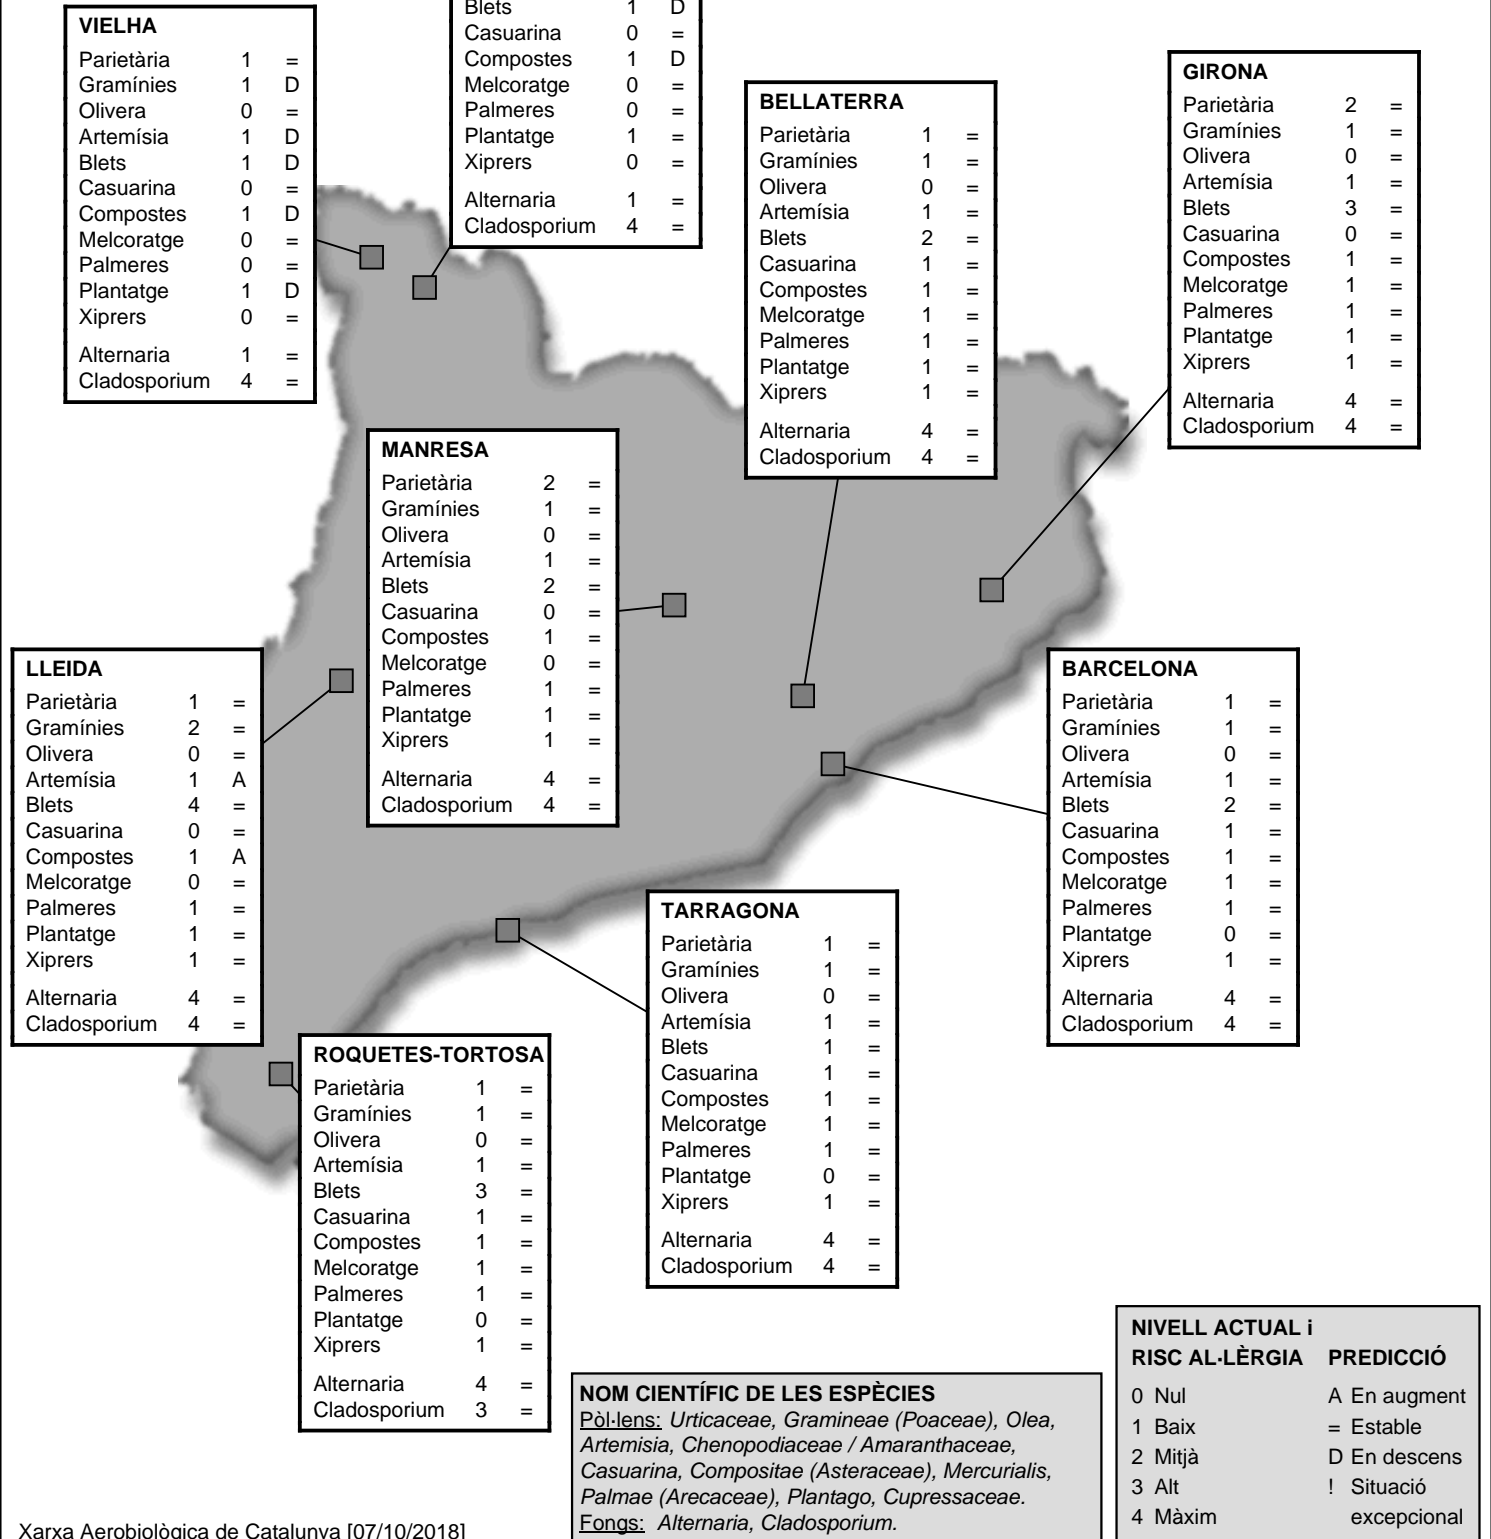 VIELHA
Parietària 1 =
Gramínies 1 D
Olivera 0 =
Artemísia 1 D
Blets 1 D
Casuarina 0 =
Compostes 1 D
Melcoratge 0 =
Palmeres 0 =
Plantatge 1 D
Xiprers 0 =
Alternaria 1 =
Cladosporium 4 =
Blets 1 D
Casuarina 0 =
Compostes 1 D
Melcoratge 0 =
Palmeres 0 =
Plantatge 1 =
Xiprers 0 =
Alternaria 1 =
Cladosporium 4 =
BELLATERRA
Parietària 1 =
Gramínies 1 =
Olivera 0 =
Artemísia 1 =
Blets 2 =
Casuarina 1 =
Compostes 1 =
Melcoratge 1 =
Palmeres 1 =
Plantatge 1 =
Xiprers 1 =
Alternaria 4 =
Cladosporium 4 =
GIRONA
Parietària 2 =
Gramínies 1 =
Olivera 0 =
Artemísia 1 =
Blets 3 =
Casuarina 0 =
Compostes 1 =
Melcoratge 1 =
Palmeres 1 =
Plantatge 1 =
Xiprers 1 =
Alternaria 4 =
Cladosporium 4 =
MANRESA
Parietària 2 =
Gramínies 1 =
Olivera 0 =
Artemísia 1 =
Blets 2 =
Casuarina 0 =
Compostes 1 =
Melcoratge 0 =
Palmeres 1 =
Plantatge 1 =
Xiprers 1 =
Alternaria 4 =
Cladosporium 4 =
LLEIDA
Parietària 1 =
Gramínies 2 =
Olivera 0 =
Artemísia 1 A
Blets 4 =
Casuarina 0 =
Compostes 1 A
Melcoratge 0 =
Palmeres 1 =
Plantatge 1 =
Xiprers 1 =
Alternaria 4 =
Cladosporium 4 =
BARCELONA
Parietària 1 =
Gramínies 1 =
Olivera 0 =
Artemísia 1 =
Blets 2 =
Casuarina 1 =
Compostes 1 =
Melcoratge 1 =
Palmeres 1 =
Plantatge 0 =
Xiprers 1 =
Alternaria 4 =
Cladosporium 4 =
TARRAGONA
Parietària 1 =
Gramínies 1 =
Olivera 0 =
Artemísia 1 =
Blets 1 =
Casuarina 1 =
Compostes 1 =
Melcoratge 1 =
Palmeres 1 =
Plantatge 0 =
Xiprers 1 =
Alternaria 4 =
Cladosporium 4 =
ROQUETES-TORTOSA
Parietària 1 =
Gramínies 1 =
Olivera 0 =
Artemísia 1 =
Blets 3 =
Casuarina 1 =
Compostes 1 =
Melcoratge 1 =
Palmeres 1 =
Plantatge 0 =
Xiprers 1 =
Alternaria 4 =
Cladosporium 3 =
NOM CIENTÍFIC DE LES ESPÈCIES
Pòl·lens: Urticaceae, Gramineae (Poaceae), Olea,
Artemisia, Chenopodiaceae / Amaranthaceae,
Casuarina, Compositae (Asteraceae), Mercurialis,
Palmae (Arecaceae), Plantago, Cupressaceae.
Fongs: Alternaria, Cladosporium.
NIVELL ACTUAL i
RISC AL·LÈRGIA PREDICCIÓ
0 Nul A En augment
1 Baix = Estable
2 Mitjà D En descens
3 Alt ! Situació
4 Màxim excepcional
Xarxa Aerobiològica de Catalunya [07/10/2018]